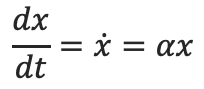 dx/dt = ẋ = αx